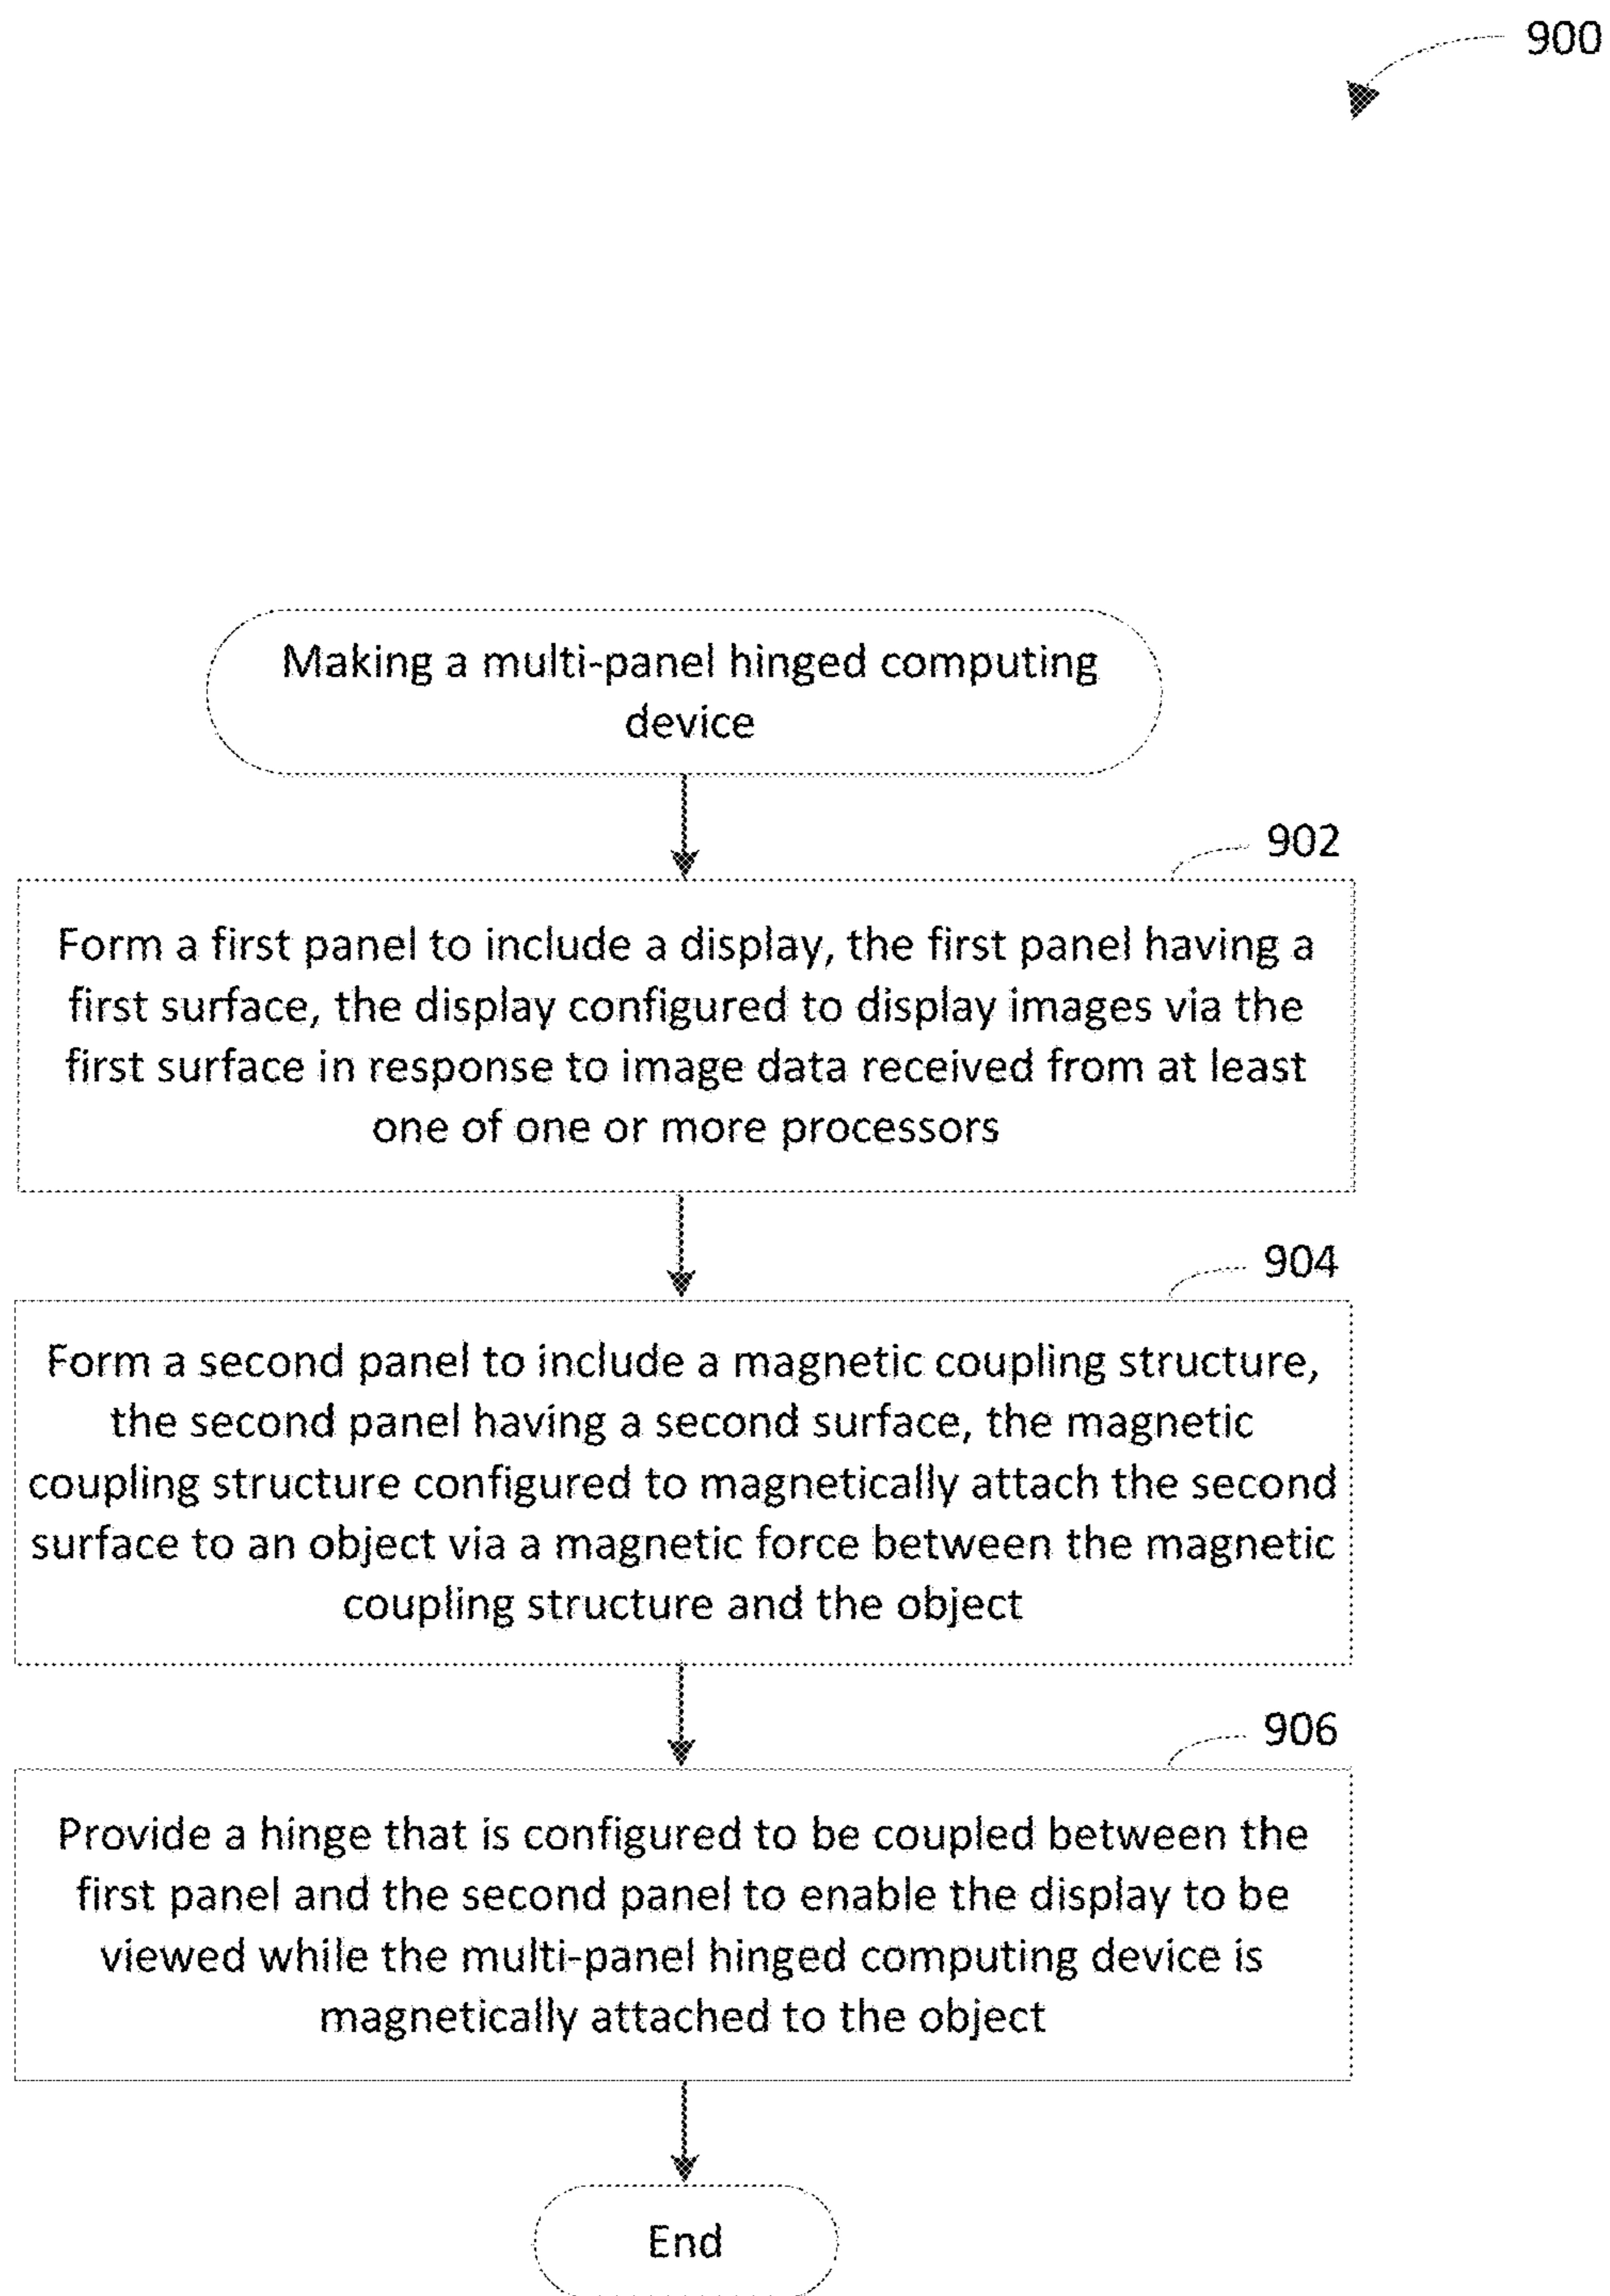 900
Making a multi-panel hinged computing
device
902
Form a first panel to include a display, the first panel having a
first surface, the display configured to display images via the
first surface in response to image data received from at least
one of one or more processors
904
Form a second panel to include a magnetic coupling structure,
the second panel having a second surface, the magnetic
coupling structure configured to magnetically attach the second
surface to an object via a magnetic force between the magnetic
coupling structure and the object
906
Provide a hinge that is configured to be coupled between the
first panel and the second panel to enable the display to be
viewed while the multi-panel hinged computing device is
magnetically attached to the object
End